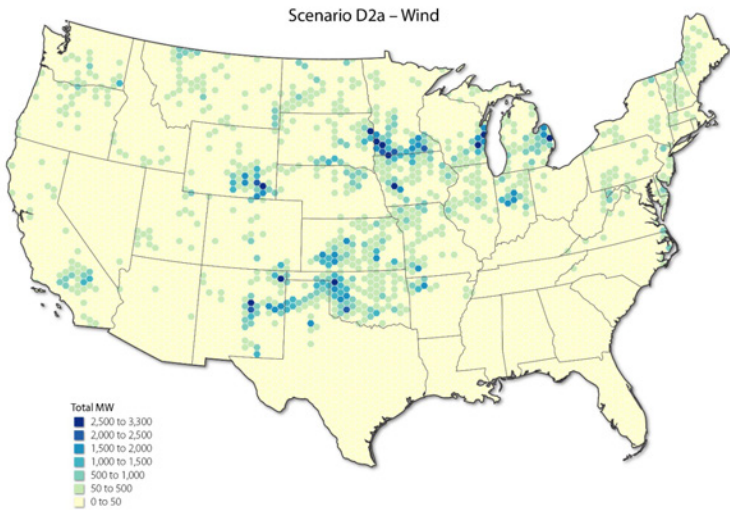 Scenario D2a – Wind
Total MW
2,500 to 3,300
2,000 to 2,500
1,500 to 2,000
1,000 to 1,500
500 to 1,000
50 to 500
0 to 50